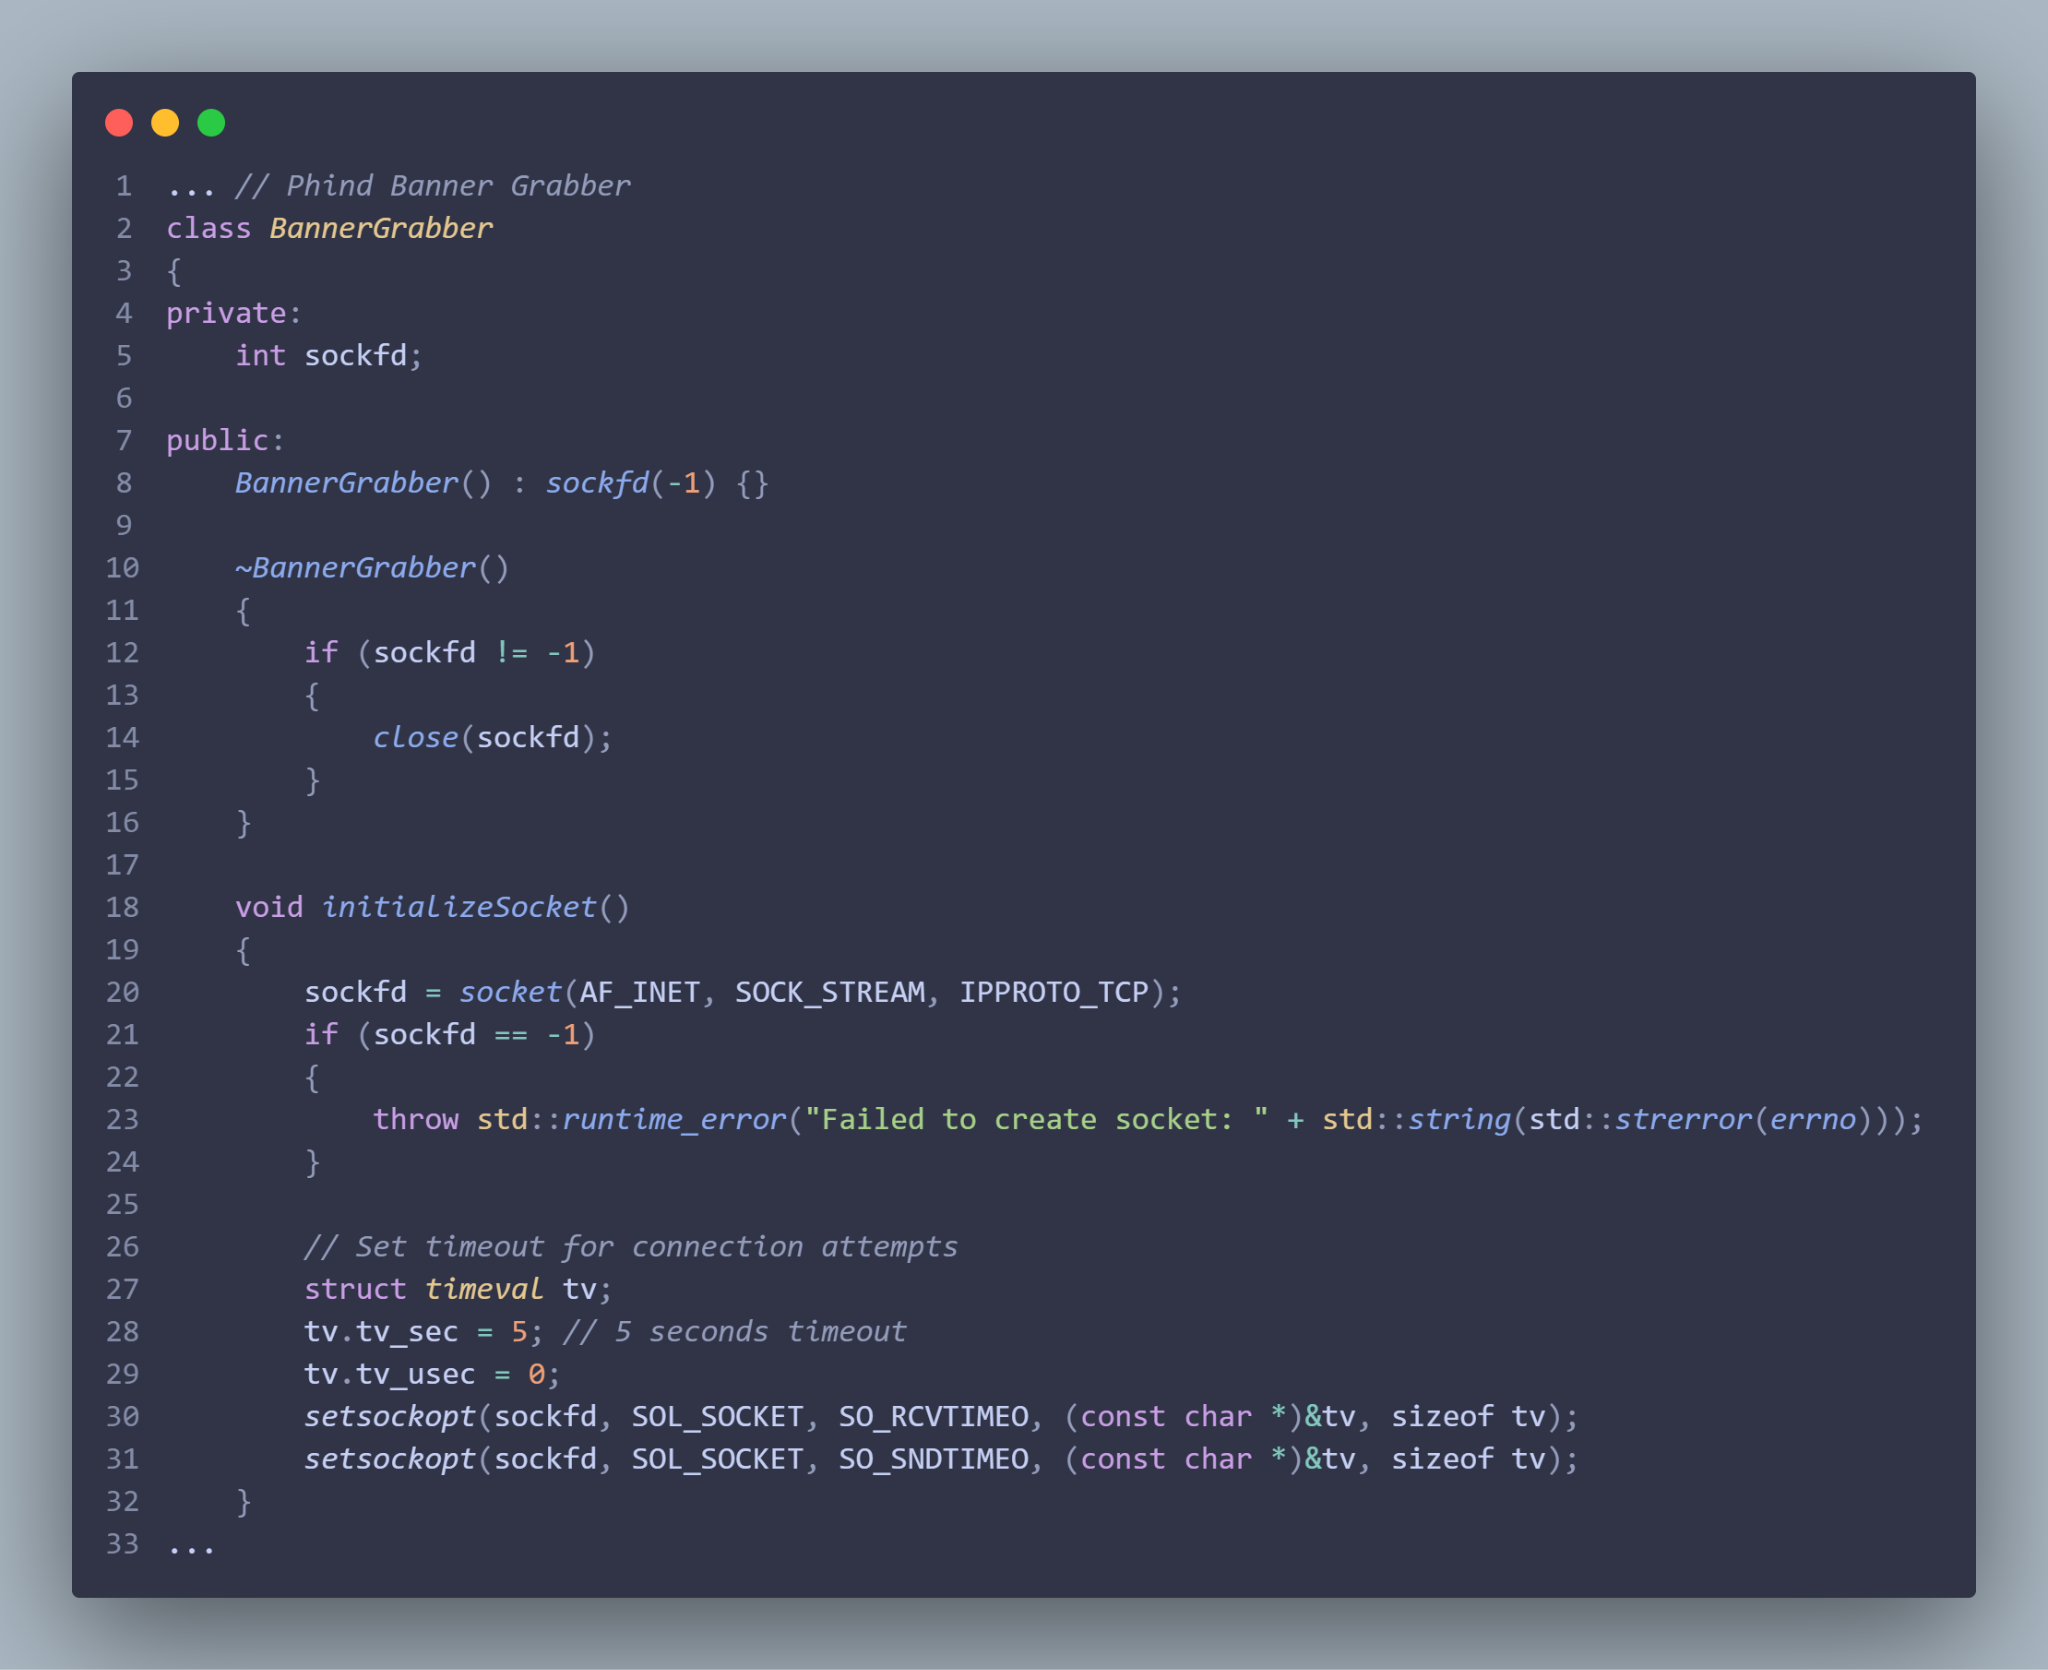 1 ... // Phind Banner Grabber
2 class BannerGrabber
3 {
4 private:
5     int sockfd;
6
7 public:
8     BannerGrabber() : sockfd(-1) {}
9
10     ~BannerGrabber()
11     {
12         if (sockfd != -1)
13         {
14             close(sockfd);
15         }
16     }
17
18     void initializeSocket()
19     {
20         sockfd = socket(AF_INET, SOCK_STREAM, IPPROTO_TCP);
21         if (sockfd == -1)
22         {
23             throw std::runtime_error("Failed to create socket: " + std::string(std::strerror(errno)));
24         }
25
26         // Set timeout for connection attempts
27         struct timeval tv;
28         tv.tv_sec = 5; // 5 seconds timeout
29         tv.tv_usec = 0;
30         setsockopt(sockfd, SOL_SOCKET, SO_RCVTIMEO, (const char *)&tv, sizeof tv);
31         setsockopt(sockfd, SOL_SOCKET, SO_SNDTIMEO, (const char *)&tv, sizeof tv);
32     }
33 ...